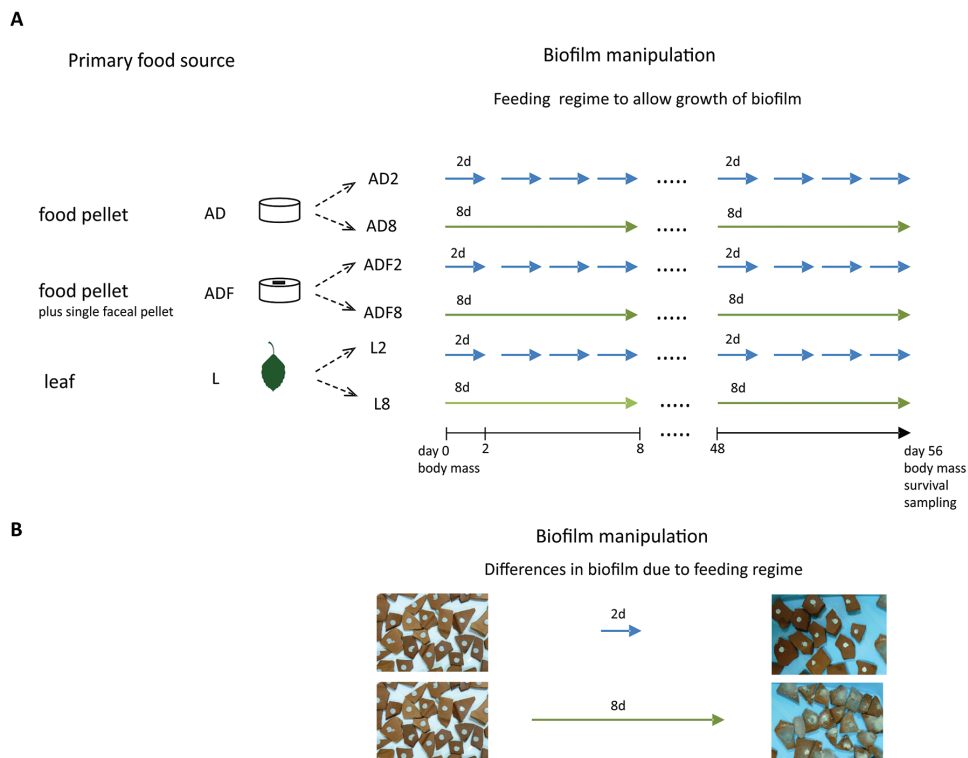 A
Primary food source
Biofilm manipulation
Feeding regime to allow growth of biofilm
2d 2d
AD2
food pellet AD
AD8
8d ..... 8d
ADF2
2d ..... 2d
food pellet ADF
plus single faceal pellet
ADF8
8d ..... 8d
L2
2d ..... 2d
leaf L
L8
8d ..... 8d
.....
day 0 2 8 48 day 56
body mass body mass
survival
sampling
B
Biofilm manipulation
Differences in biofilm due to feeding regime
2d
8d